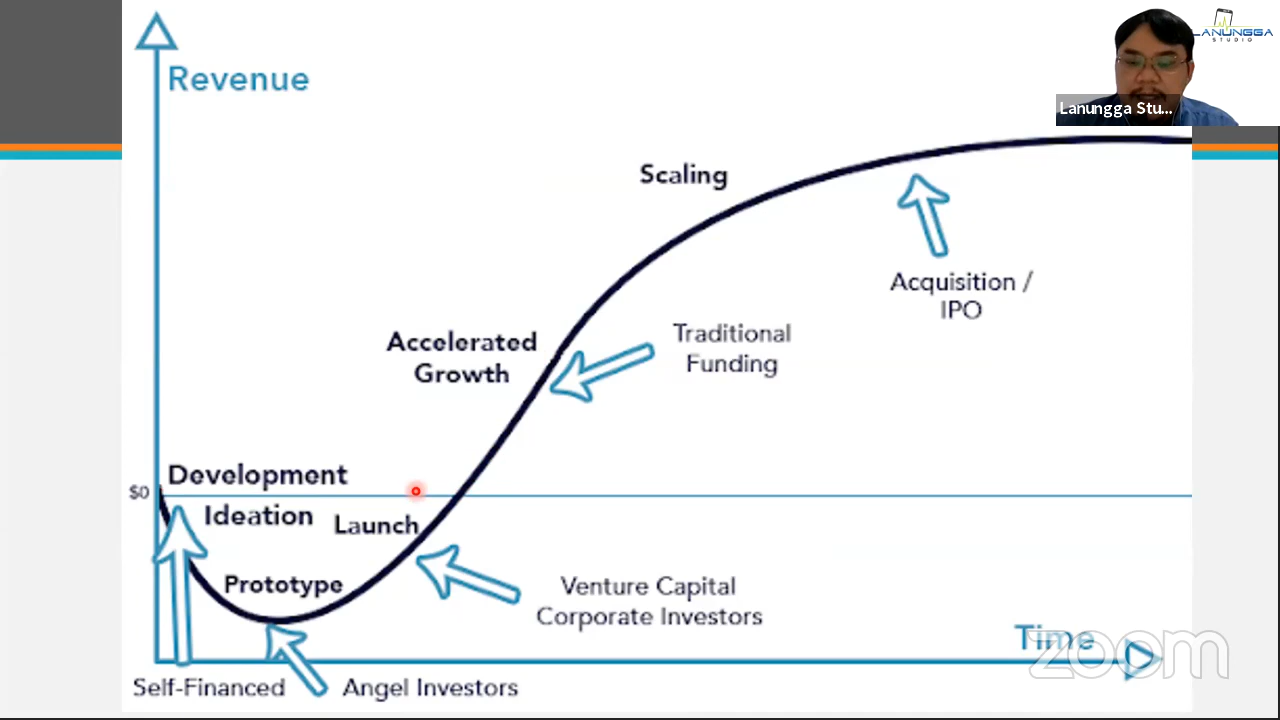 Revenue
LANUNGGA
STUDIO
Lanungga Stu...
Scaling
Acquisition /
IPO
Accelerated
Growth
Traditional
Funding
Development
$0
Ideation
Launch
Prototype
Venture Capital
Corporate Investors
Time
zoom
Self-Financed
Angel Investors